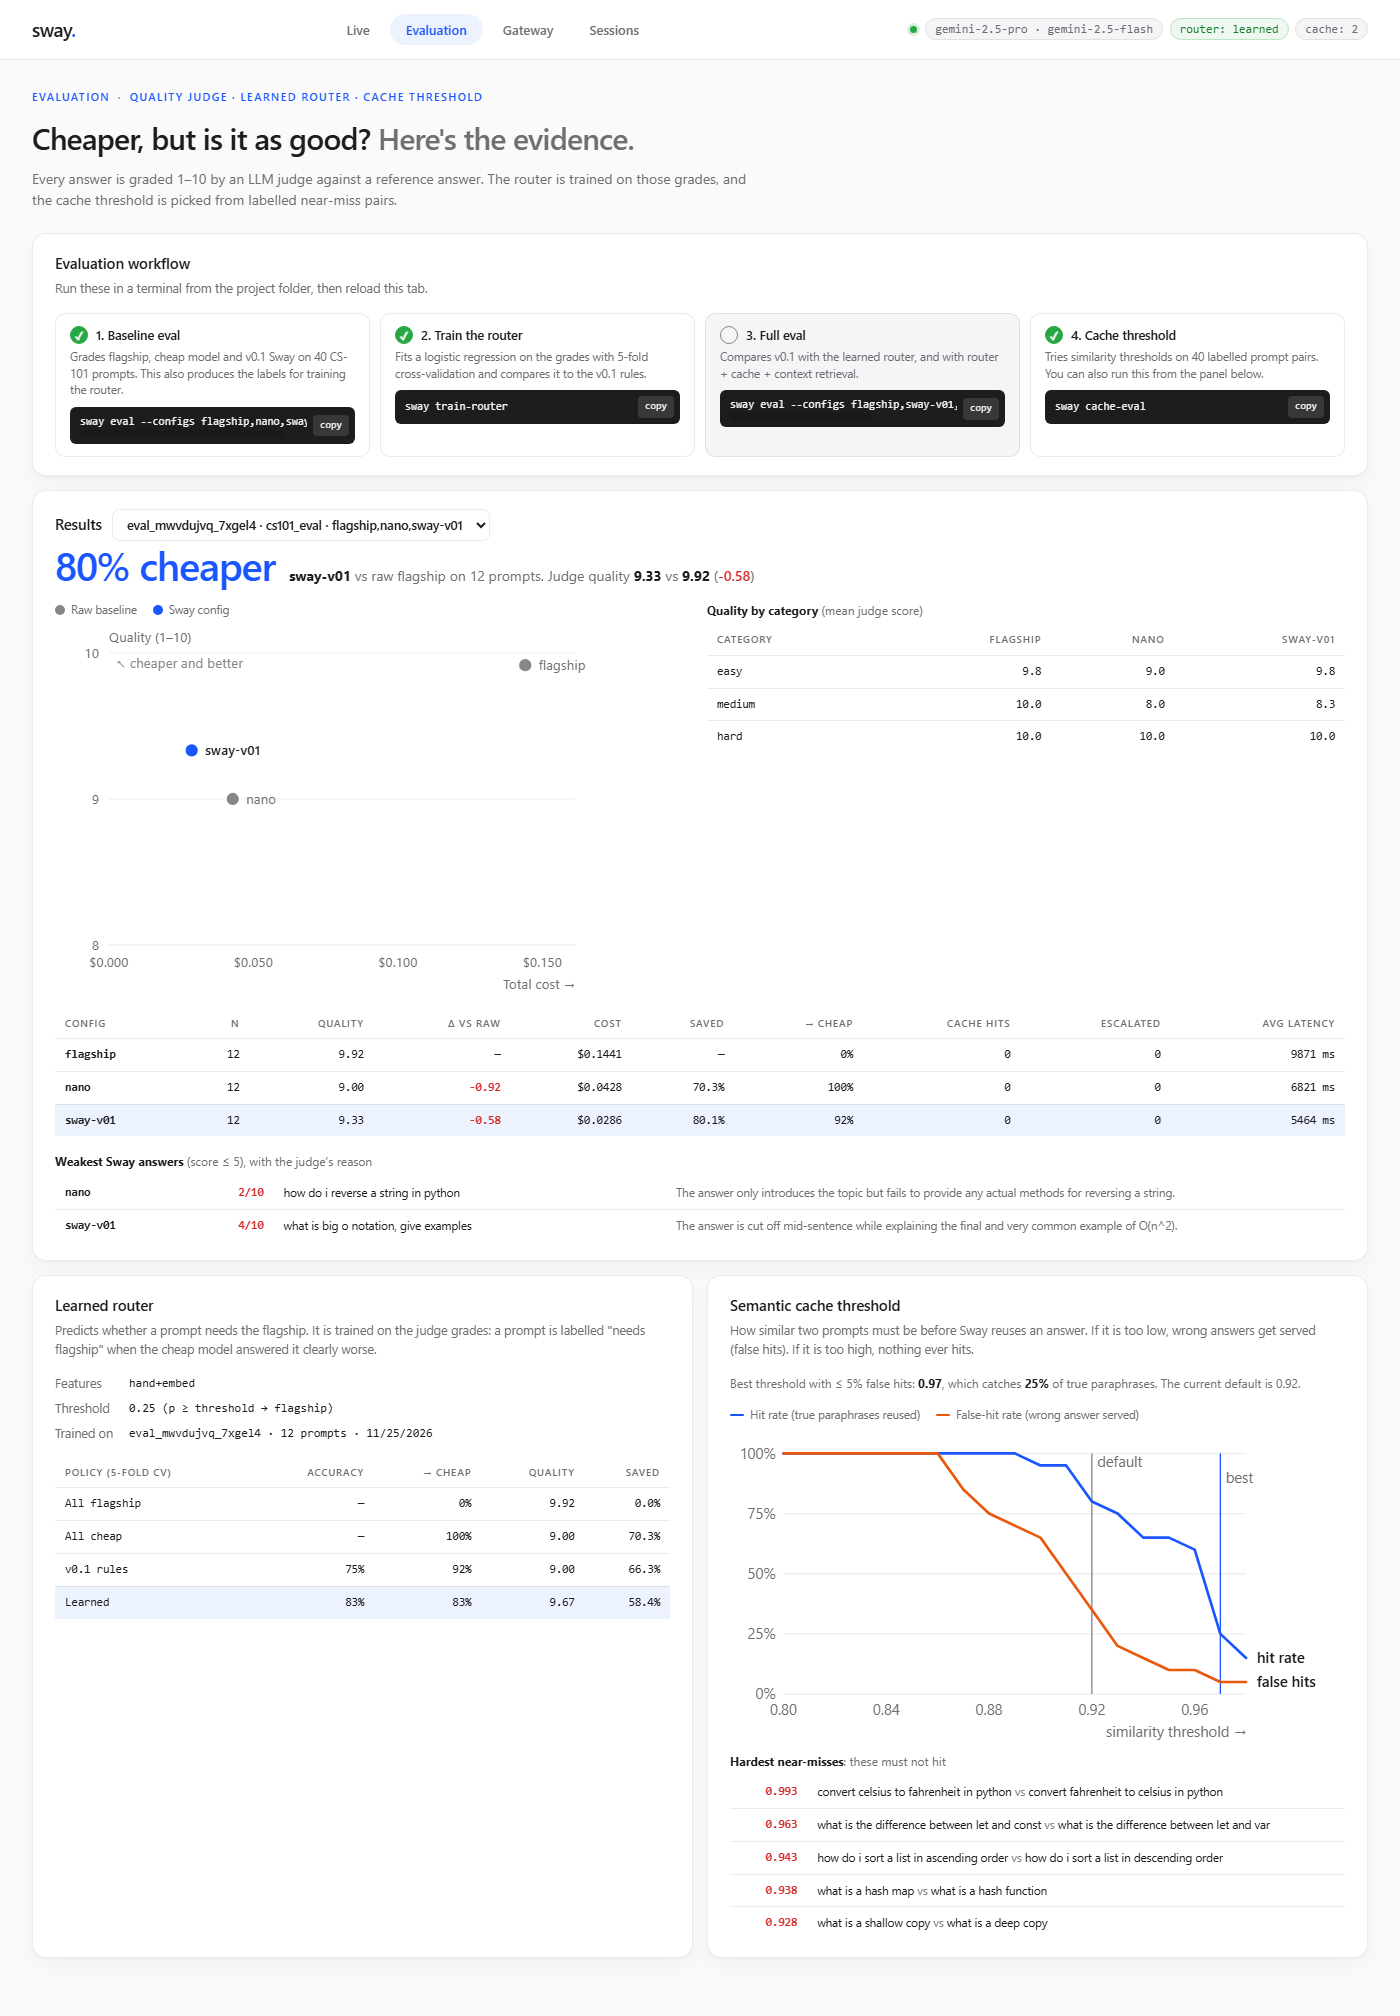 sway.
Live
Evaluation
Gateway
Sessions
gemini-2.5-pro · gemini-2.5-flash
router: learned
cache: 2
EVALUATION · QUALITY JUDGE · LEARNED ROUTER · CACHE THRESHOLD
Cheaper, but is it as good? Here's the evidence.
Every answer is graded 1–10 by an LLM judge against a reference answer. The router is trained on those grades, and
the cache threshold is picked from labelled near-miss pairs.
Evaluation workflow
Run these in a terminal from the project folder, then reload this tab.
1. Baseline eval
Grades flagship, cheap model and v0.1 Sway on 40 CS-
101 prompts. This also produces the labels for training
the router.
sway eval --configs flagship,nano,sway
copy
2. Train the router
Fits a logistic regression on the grades with 5-fold
cross-validation and compares it to the v0.1 rules.
sway train-router
copy
3. Full eval
Compares v0.1 with the learned router, and with router
+ cache + context retrieval.
sway eval --configs flagship,sway-v01,
copy
4. Cache threshold
Tries similarity thresholds on 40 labelled prompt pairs.
You can also run this from the panel below.
sway cache-eval
copy
Results
eval_mwvdujvq_7xgel4 · cs101_eval · flagship,nano,sway-v01
80% cheaper sway-v01 vs raw flagship on 12 prompts. Judge quality 9.33 vs 9.92 (-0.58)
Raw baseline
Sway config
Quality (1–10)
10
↖ cheaper and better
flagship
sway-v01
9
nano
8
$0.000 $0.050 $0.100 $0.150
Total cost →
Quality by category (mean judge score)
CATEGORY FLAGSHIP NANO SWAY-V01
easy 9.8 9.0 9.8
medium 10.0 8.0 8.3
hard 10.0 10.0 10.0
CONFIG N QUALITY Δ VS RAW COST SAVED → CHEAP CACHE HITS ESCALATED AVG LATENCY
flagship 12 9.92 — $0.1441 — 0% 0 0 9871 ms
nano 12 9.00 -0.92 $0.0428 70.3% 100% 0 0 6821 ms
sway-v01 12 9.33 -0.58 $0.0286 80.1% 92% 0 0 5464 ms
Weakest Sway answers (score ≤ 5), with the judge's reason
nano 2/10 how do i reverse a string in python The answer only introduces the topic but fails to provide any actual methods for reversing a string.
sway-v01 4/10 what is big o notation, give examples The answer is cut off mid-sentence while explaining the final and very common example of O(n^2).
Learned router
Predicts whether a prompt needs the flagship. It is trained on the judge grades: a prompt is labelled "needs
flagship" when the cheap model answered it clearly worse.
Features hand+embed
Threshold 0.25 (p ≥ threshold → flagship)
Trained on eval_mwvdujvq_7xgel4 · 12 prompts · 11/25/2026
POLICY (5-FOLD CV) ACCURACY → CHEAP QUALITY SAVED
All flagship — 0% 9.92 0.0%
All cheap — 100% 9.00 70.3%
v0.1 rules 75% 92% 9.00 66.3%
Learned 83% 83% 9.67 58.4%
Semantic cache threshold
How similar two prompts must be before Sway reuses an answer. If it is too low, wrong answers get served
(false hits). If it is too high, nothing ever hits.
Best threshold with ≤ 5% false hits: 0.97, which catches 25% of true paraphrases. The current default is 0.92.
Hit rate (true paraphrases reused)
False-hit rate (wrong answer served)
100%
default
best
75%
50%
25%
hit rate
false hits
0%
0.80 0.84 0.88 0.92 0.96
similarity threshold →
Hardest near-misses: these must not hit
0.993 convert celsius to fahrenheit in python vs convert fahrenheit to celsius in python
0.963 what is the difference between let and const vs what is the difference between let and var
0.943 how do i sort a list in ascending order vs how do i sort a list in descending order
0.938 what is a hash map vs what is a hash function
0.928 what is a shallow copy vs what is a deep copy